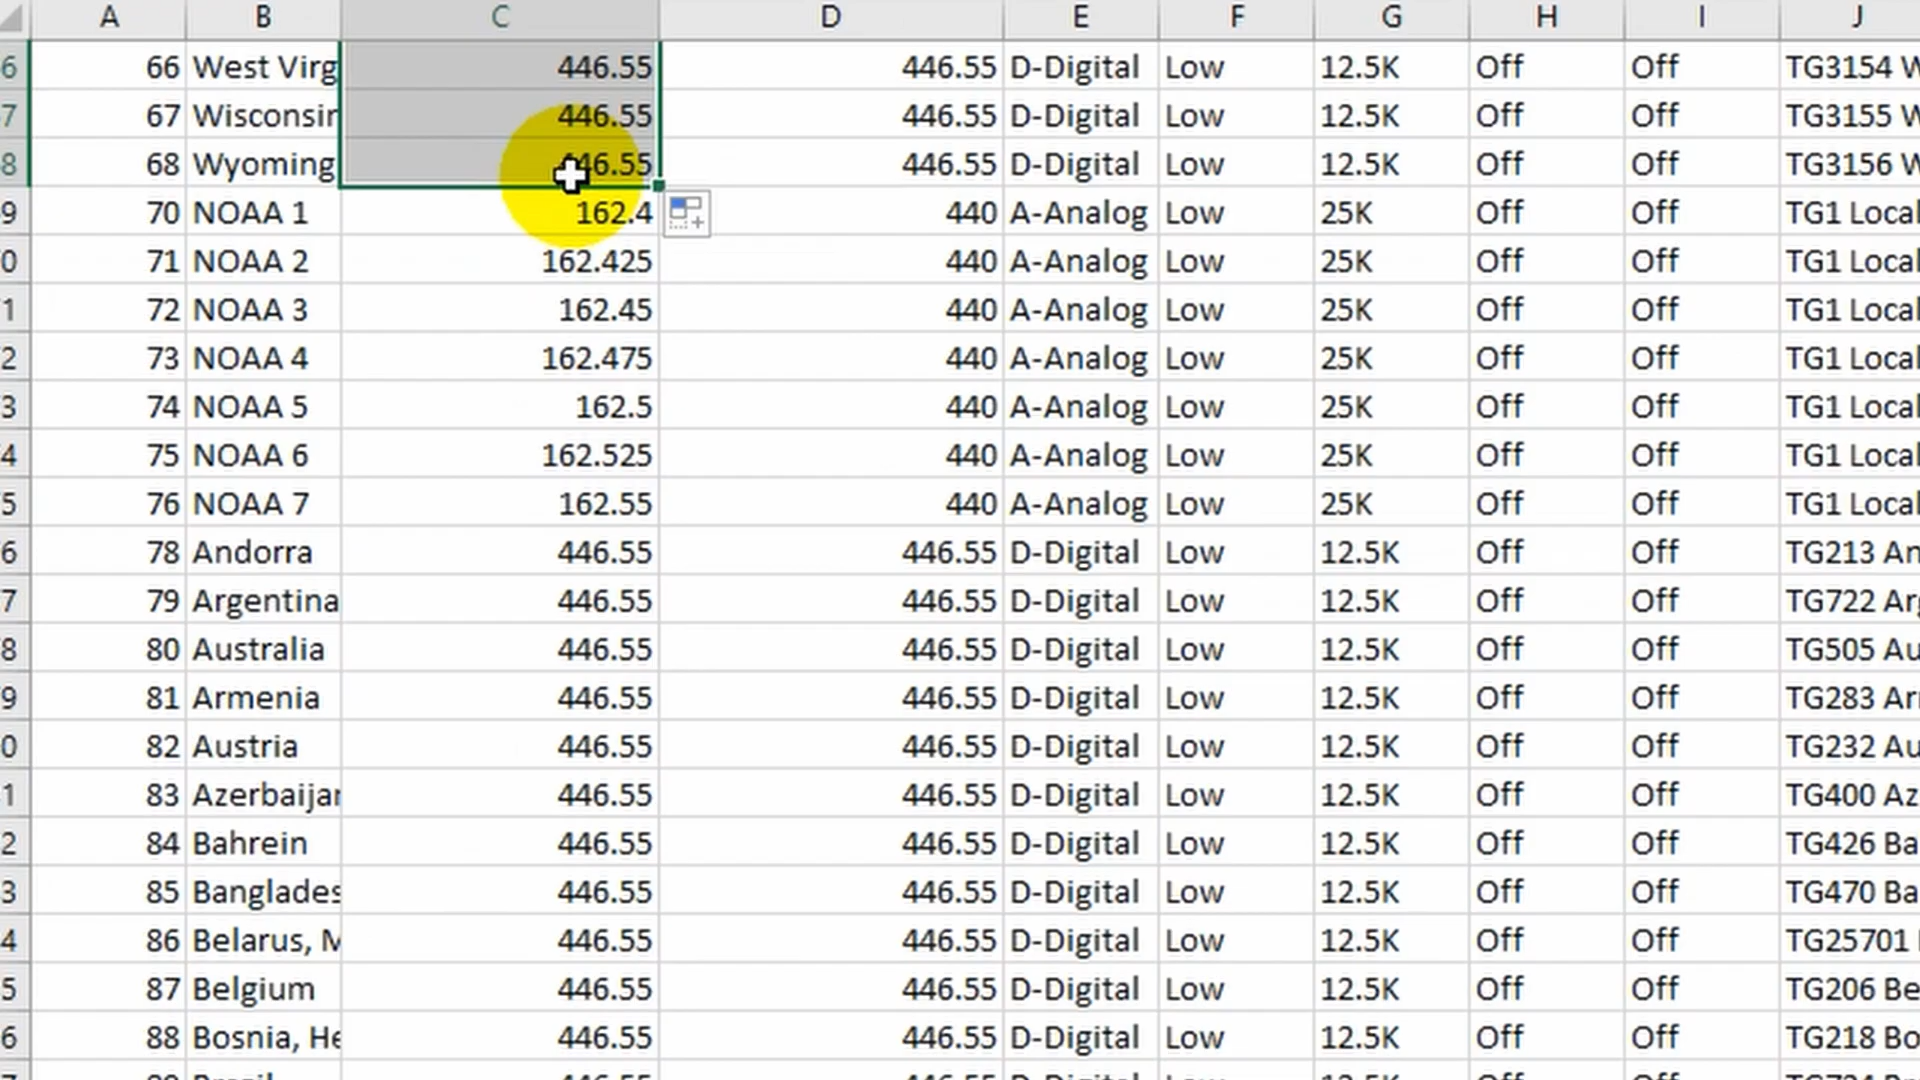 A B C D E F G H I J
6 66 West Virg 446.55 446.55 D-Digital Low 12.5K Off Off TG3154 W
7 67 Wisconsin 446.55 446.55 D-Digital Low 12.5K Off Off TG3155 W
8 68 Wyoming 446.55 446.55 D-Digital Low 12.5K Off Off TG3156 W
9 70 NOAA 1 162.4 440 A-Analog Low 25K Off Off TG1 Local
0 71 NOAA 2 162.425 440 A-Analog Low 25K Off Off TG1 Local
1 72 NOAA 3 162.45 440 A-Analog Low 25K Off Off TG1 Local
2 73 NOAA 4 162.475 440 A-Analog Low 25K Off Off TG1 Local
3 74 NOAA 5 162.5 440 A-Analog Low 25K Off Off TG1 Local
4 75 NOAA 6 162.525 440 A-Analog Low 25K Off Off TG1 Local
5 76 NOAA 7 162.55 440 A-Analog Low 25K Off Off TG1 Local
6 78 Andorra 446.55 446.55 D-Digital Low 12.5K Off Off TG213 An
7 79 Argentina 446.55 446.55 D-Digital Low 12.5K Off Off TG722 Arg
8 80 Australia 446.55 446.55 D-Digital Low 12.5K Off Off TG505 Au
9 81 Armenia 446.55 446.55 D-Digital Low 12.5K Off Off TG283 Arm
0 82 Austria 446.55 446.55 D-Digital Low 12.5K Off Off TG232 Au
1 83 Azerbaijan 446.55 446.55 D-Digital Low 12.5K Off Off TG400 Az
2 84 Bahrein 446.55 446.55 D-Digital Low 12.5K Off Off TG426 Ba
3 85 Banglades 446.55 446.55 D-Digital Low 12.5K Off Off TG470 Ba
4 86 Belarus, M 446.55 446.55 D-Digital Low 12.5K Off Off TG25701
5 87 Belgium 446.55 446.55 D-Digital Low 12.5K Off Off TG206 Be
6 88 Bosnia, He 446.55 446.55 D-Digital Low 12.5K Off Off TG218 Bo